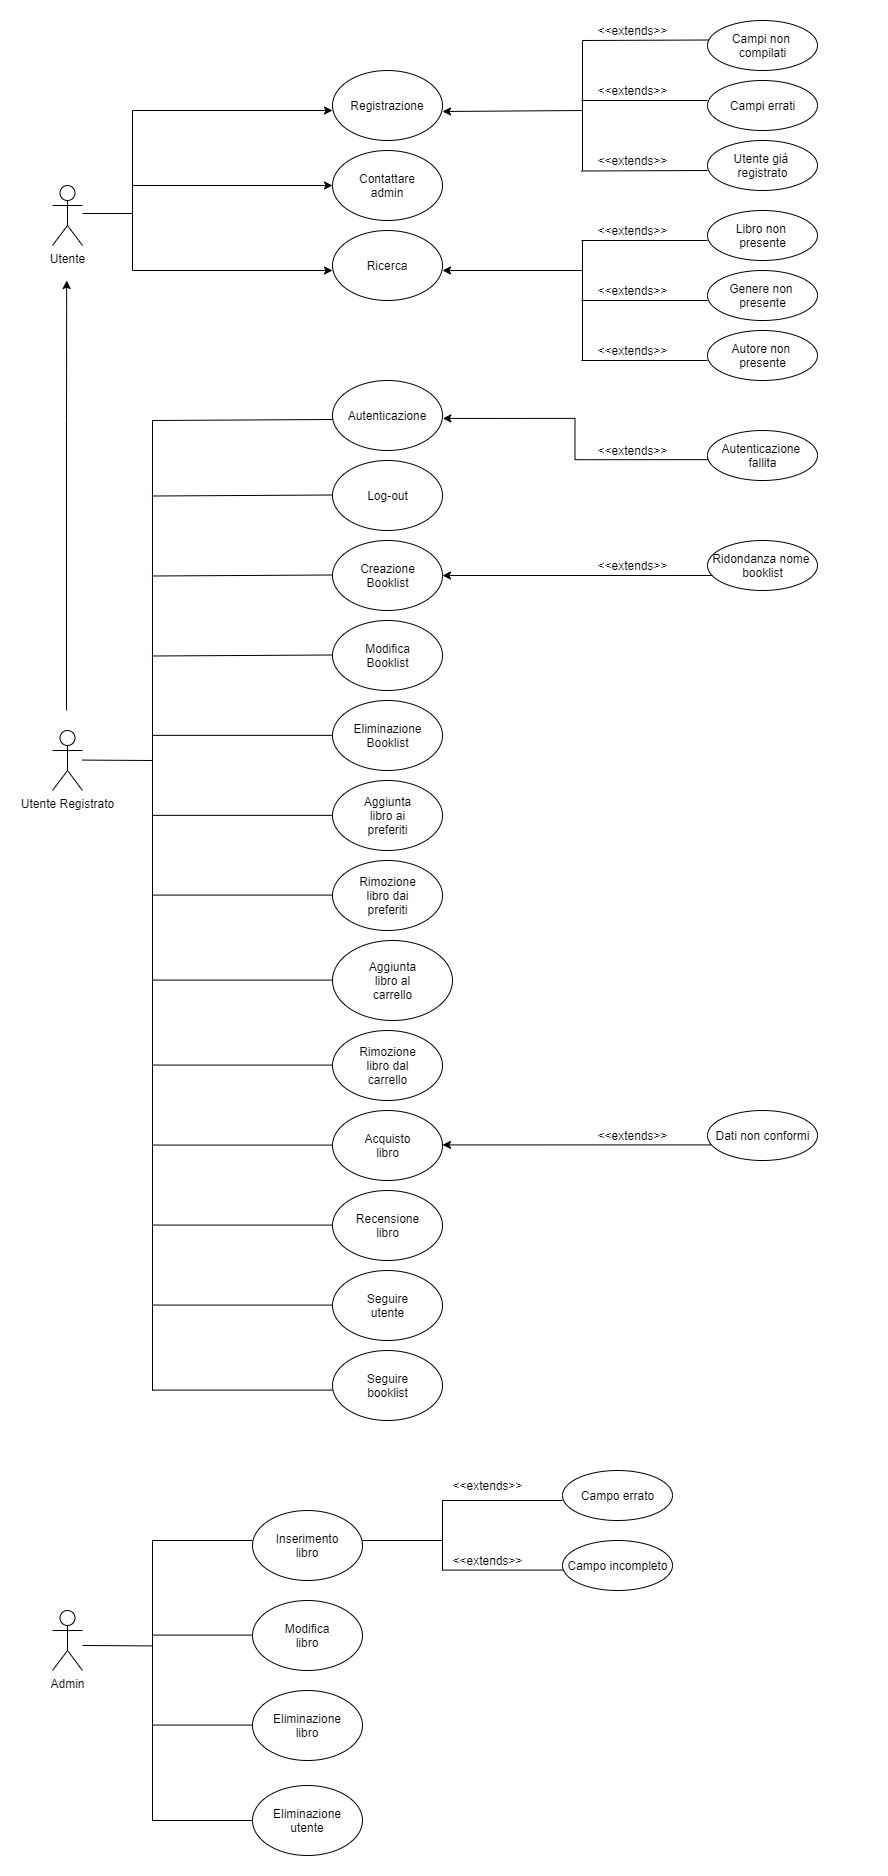 <<extends>>
Campi non
compilati
Registrazione
<<extends>>
Campi errati
<<extends>>
Utente già
registrato
Contattare
admin
Utente
Ricerca
<<extends>>
Libro non
presente
<<extends>>
Genere non
presente
<<extends>>
Autore non
presente
Autenticazione
<<extends>>
Autenticazione
fallita
Log-out
Creazione
Booklist
<<extends>>
Ridondanza nome
booklist
Modifica
Booklist
Eliminazione
Booklist
Utente Registrato
Aggiunta
libro ai
preferiti
Rimozione
libro dai
preferiti
Aggiunta
libro al
carrello
Rimozione
libro dal
carrello
Acquisto
libro
<<extends>>
Dati non conformi
Recensione
libro
Seguire
utente
Seguire
booklist
<<extends>>
Campo errato
Inserimento
libro
<<extends>>
Campo incompleto
Modifica
libro
Admin
Eliminazione
libro
Eliminazione
utente